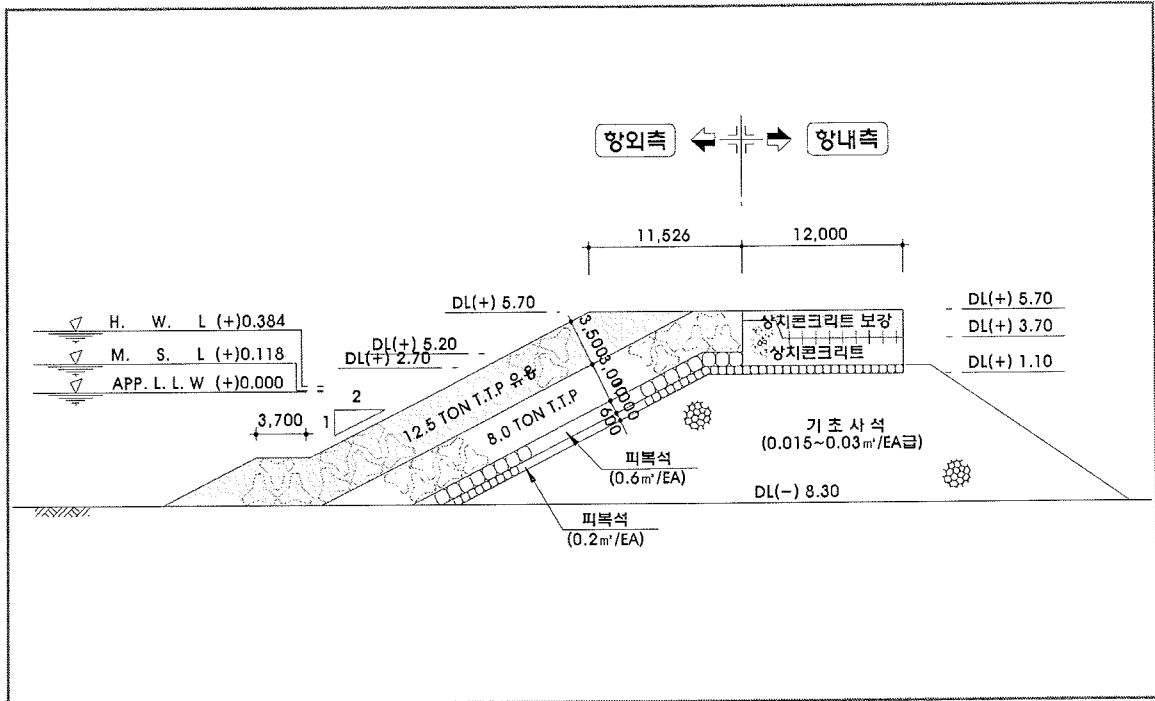 항외측
항내측
11,526
12,000
DL(+) 5.70
DL(+) 5.70
H. W. L (+)0.384
DL(+) 5.20
상치콘크리트 보강
DL(+) 3.70
M. S. L (+)0.118
DL(+) 2.70
상치콘크리트
DL(+) 1.10
APP. L. L. W (+)0.000
3,500
3,000
600
2
1
3,700
12.5 TON T.T.P 유용
8.0 TON T.T.P
기 초 사 석
(0.015~0.03㎥/EA급)
피복석
(0.6㎥/EA)
DL(-) 8.30
피복석
(0.2㎥/EA)